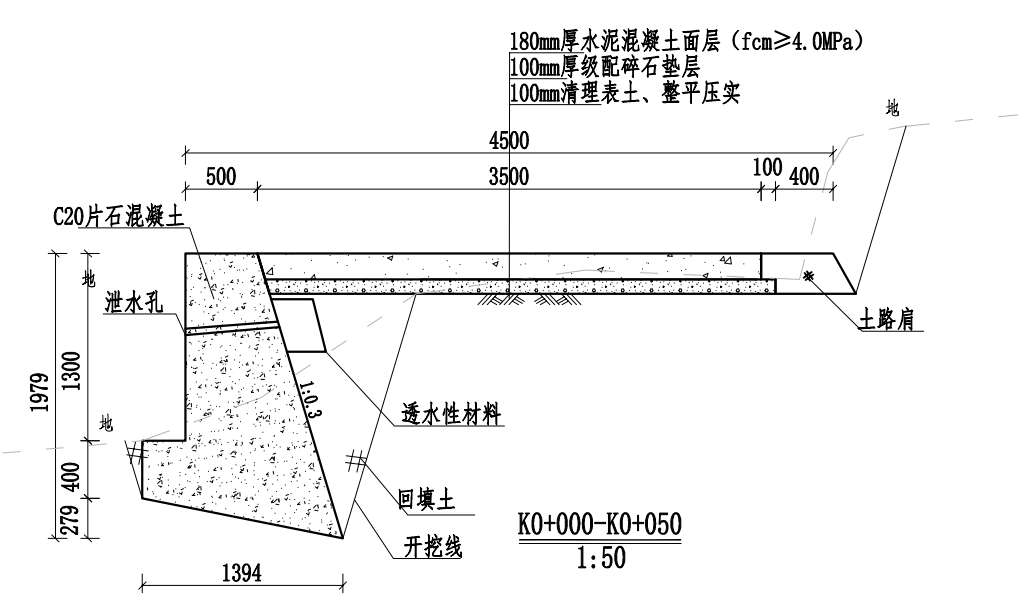 180mm厚水泥混凝土面层（fcm≥4.0MPa）
100mm厚级配碎石垫层
100mm清理表土、整平压实
地
4500
500
3500
100
400
C20片石混凝土
地
泄水孔
土路肩
1979
1300
1:0.3
透水性材料
地
400
回填土
279
开挖线
K0+000-K0+050
1:50
1394